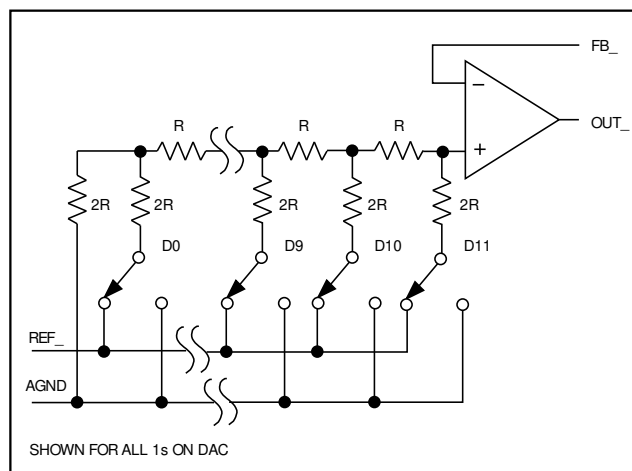 FB_
R R R
−
OUT_
+
2R 2R 2R 2R 2R
D0 D9 D10 D11
REF_
AGND
SHOWN FOR ALL 1s ON DAC